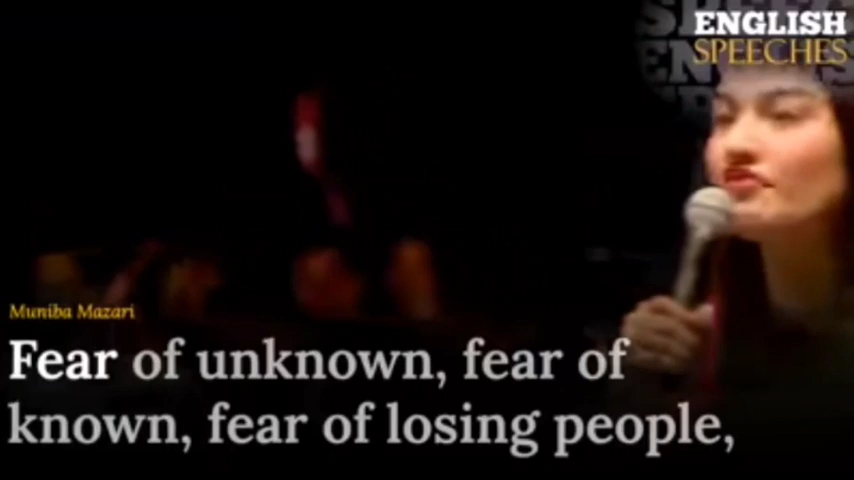 ENGLISH
SPEECHES
Muniba Mazari
Fear of unknown, fear of
known, fear of losing people,